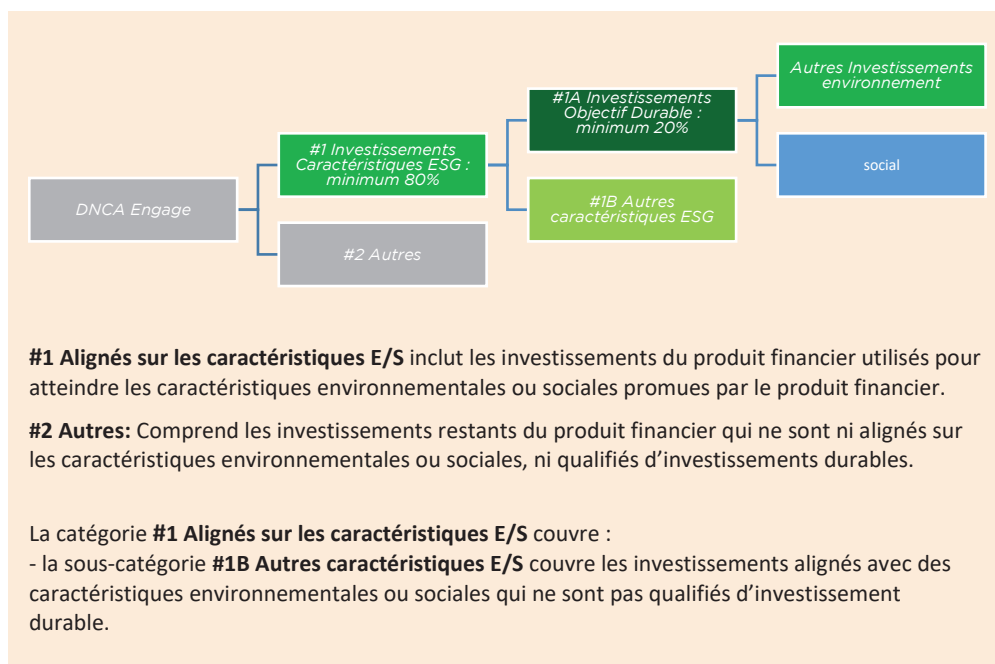 Autres Investissements
environnement
#1A Investissements
Objectif Durable :
minimum 20%
#1 Investissements
Caractéristiques ESG :
minimum 80%
social
DNCA Engage
#1B Autres
caractéristiques ESG
#2 Autres
#1 Alignés sur les caractéristiques E/S inclut les investissements du produit financier utilisés pour
atteindre les caractéristiques environnementales ou sociales promues par le produit financier.
#2 Autres: Comprend les investissements restants du produit financier qui ne sont ni alignés sur
les caractéristiques environnementales ou sociales, ni qualifiés d’investissements durables.
La catégorie #1 Alignés sur les caractéristiques E/S couvre :
- la sous-catégorie #1B Autres caractéristiques E/S couvre les investissements alignés avec des
caractéristiques environnementales ou sociales qui ne sont pas qualifiés d’investissement
durable.